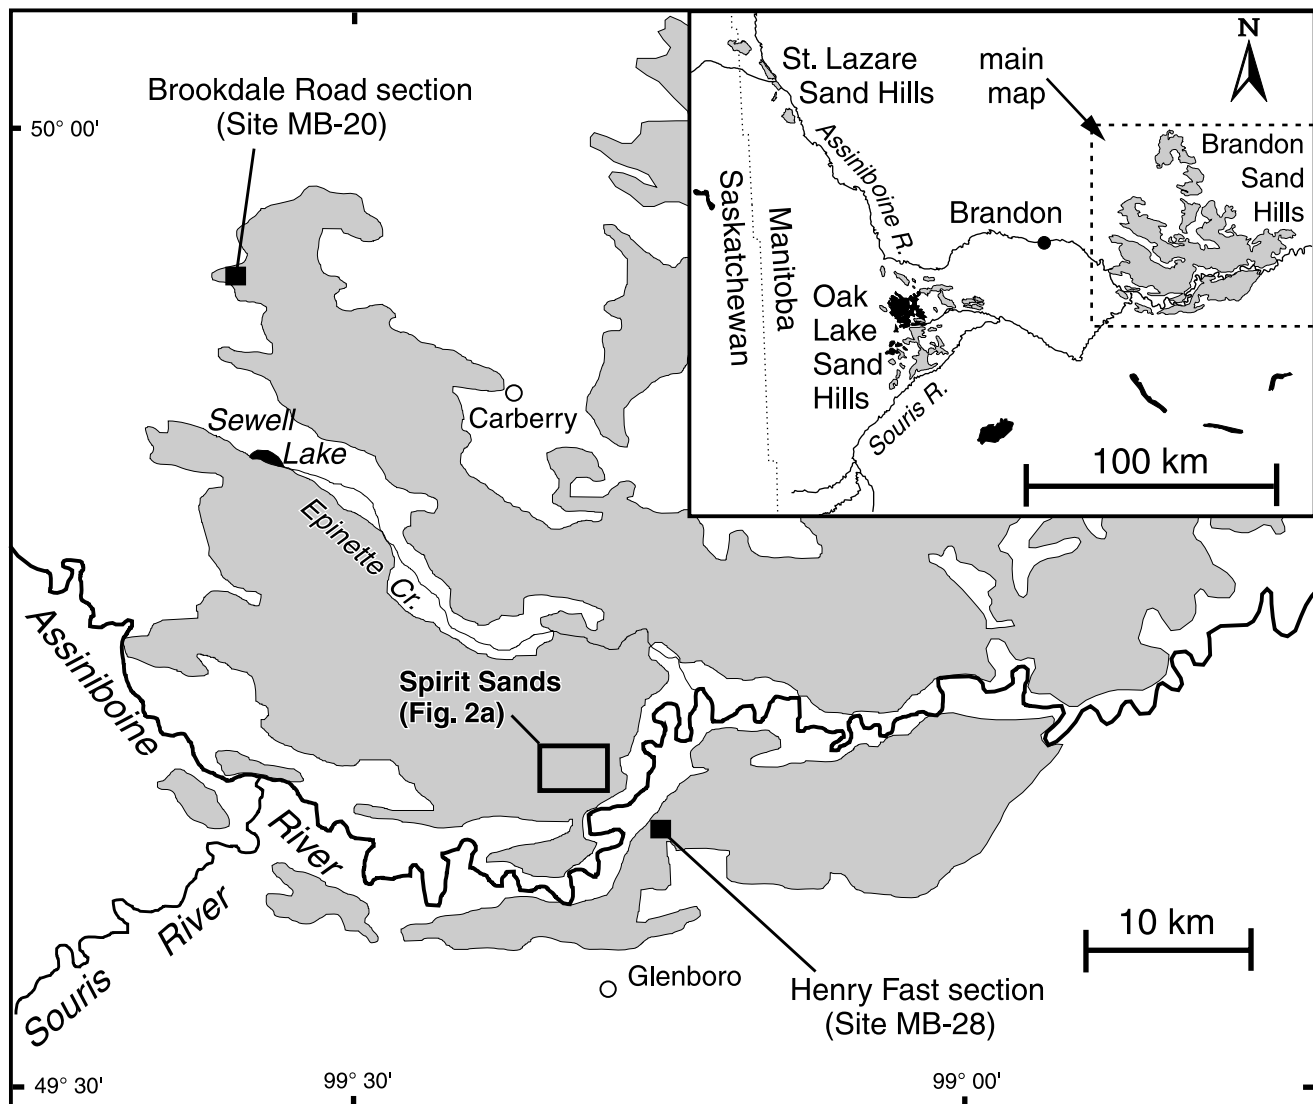 Brookdale Road section
(Site MB-20)
50° 00'
St. Lazare
Sand Hills
main
map
N
Brandon
Sand
Hills
Assiniboine R.
Saskatchewan
Manitoba
Brandon
Oak
Lake
Sand
Hills
Souris R.
100 km
Carberry
Sewell
Lake
Epinette Cr.
Assiniboine
River
Spirit Sands
(Fig. 2a)
Souris
River
10 km
Glenboro
Henry Fast section
(Site MB-28)
49° 30'
99° 30'
99° 00'